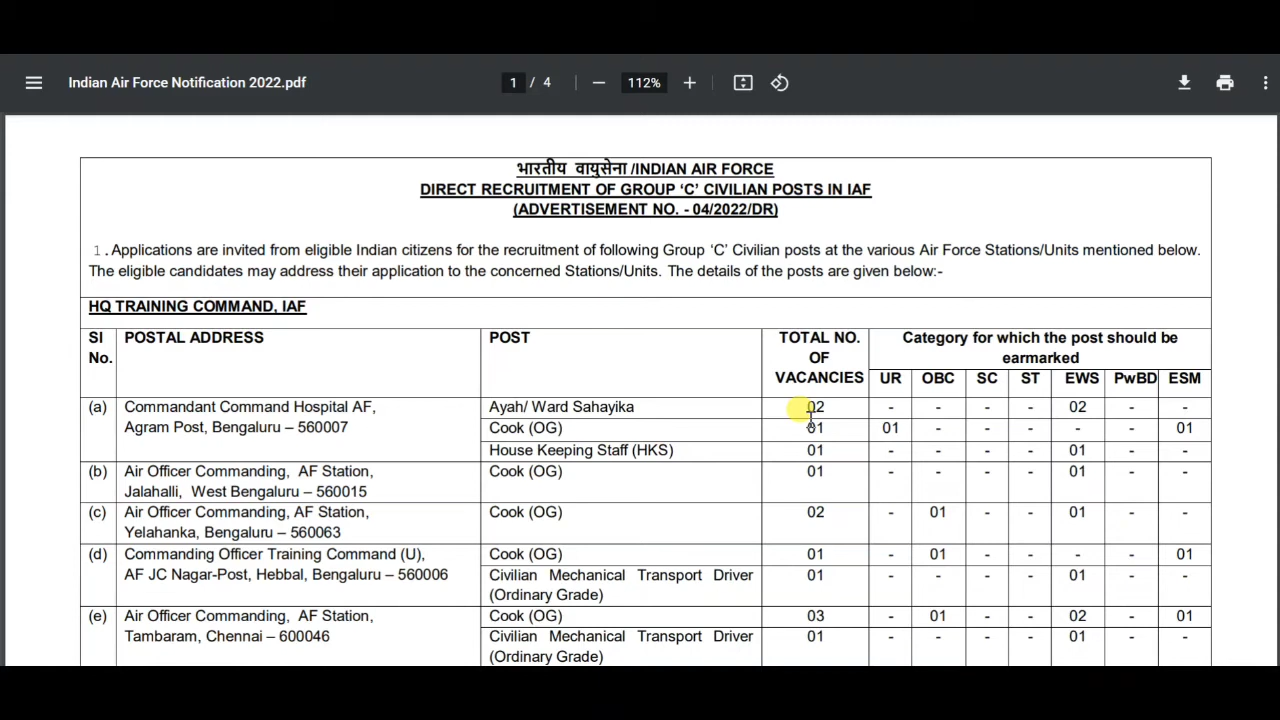 Indian Air Force Notification 2022.pdf 1 / 4 112%
भारतीय वायुसेना /INDIAN AIR FORCE
DIRECT RECRUITMENT OF GROUP ‘C’ CIVILIAN POSTS IN IAF
(ADVERTISEMENT NO. - 04/2022/DR)
1 . Applications are invited from eligible Indian citizens for the recruitment of following Group ‘C’ Civilian posts at the various Air Force Stations/Units mentioned below.
The eligible candidates may address their application to the concerned Stations/Units. The details of the posts are given below:-
HQ TRAINING COMMAND, IAF
SI No. POSTAL ADDRESS POST TOTAL NO. OF VACANCIES Category for which the post should be earmarked
UR OBC SC ST EWS PwBD ESM
(a) Commandant Command Hospital AF, Ayah/ Ward Sahayika 02 - - - - 02 - -
Agram Post, Bengaluru – 560007 Cook (OG) 01 01 - - - - - 01
House Keeping Staff (HKS) 01 - - - - 01 - -
(b) Air Officer Commanding, AF Station, Cook (OG) 01 - - - - 01 - -
Jalahalli, West Bengaluru – 560015
(c) Air Officer Commanding, AF Station, Cook (OG) 02 - 01 - - 01 - -
Yelahanka, Bengaluru – 560063
(d) Commanding Officer Training Command (U), Cook (OG) 01 - 01 - - - - 01
AF JC Nagar-Post, Hebbal, Bengaluru – 560006 Civilian Mechanical Transport Driver 01 - - - - 01 - -
(Ordinary Grade)
(e) Air Officer Commanding, AF Station, Cook (OG) 03 - 01 - - 02 - 01
Tambaram, Chennai – 600046 Civilian Mechanical Transport Driver 01 - - - - 01 - -
(Ordinary Grade)